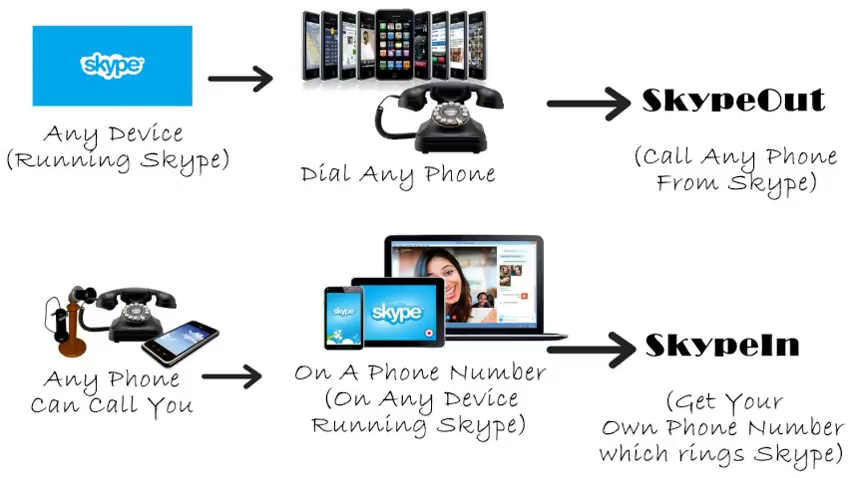 skype
Any Device
(Running Skype)
Dial Any Phone
SkypeOut
(Call Any Phone
From Skype)
Any Phone
Can Call You
skype
skype
On A Phone Number
(On Any Device
Running Skype)
SkypeIn
(Get Your
Own Phone Number
which rings Skype)